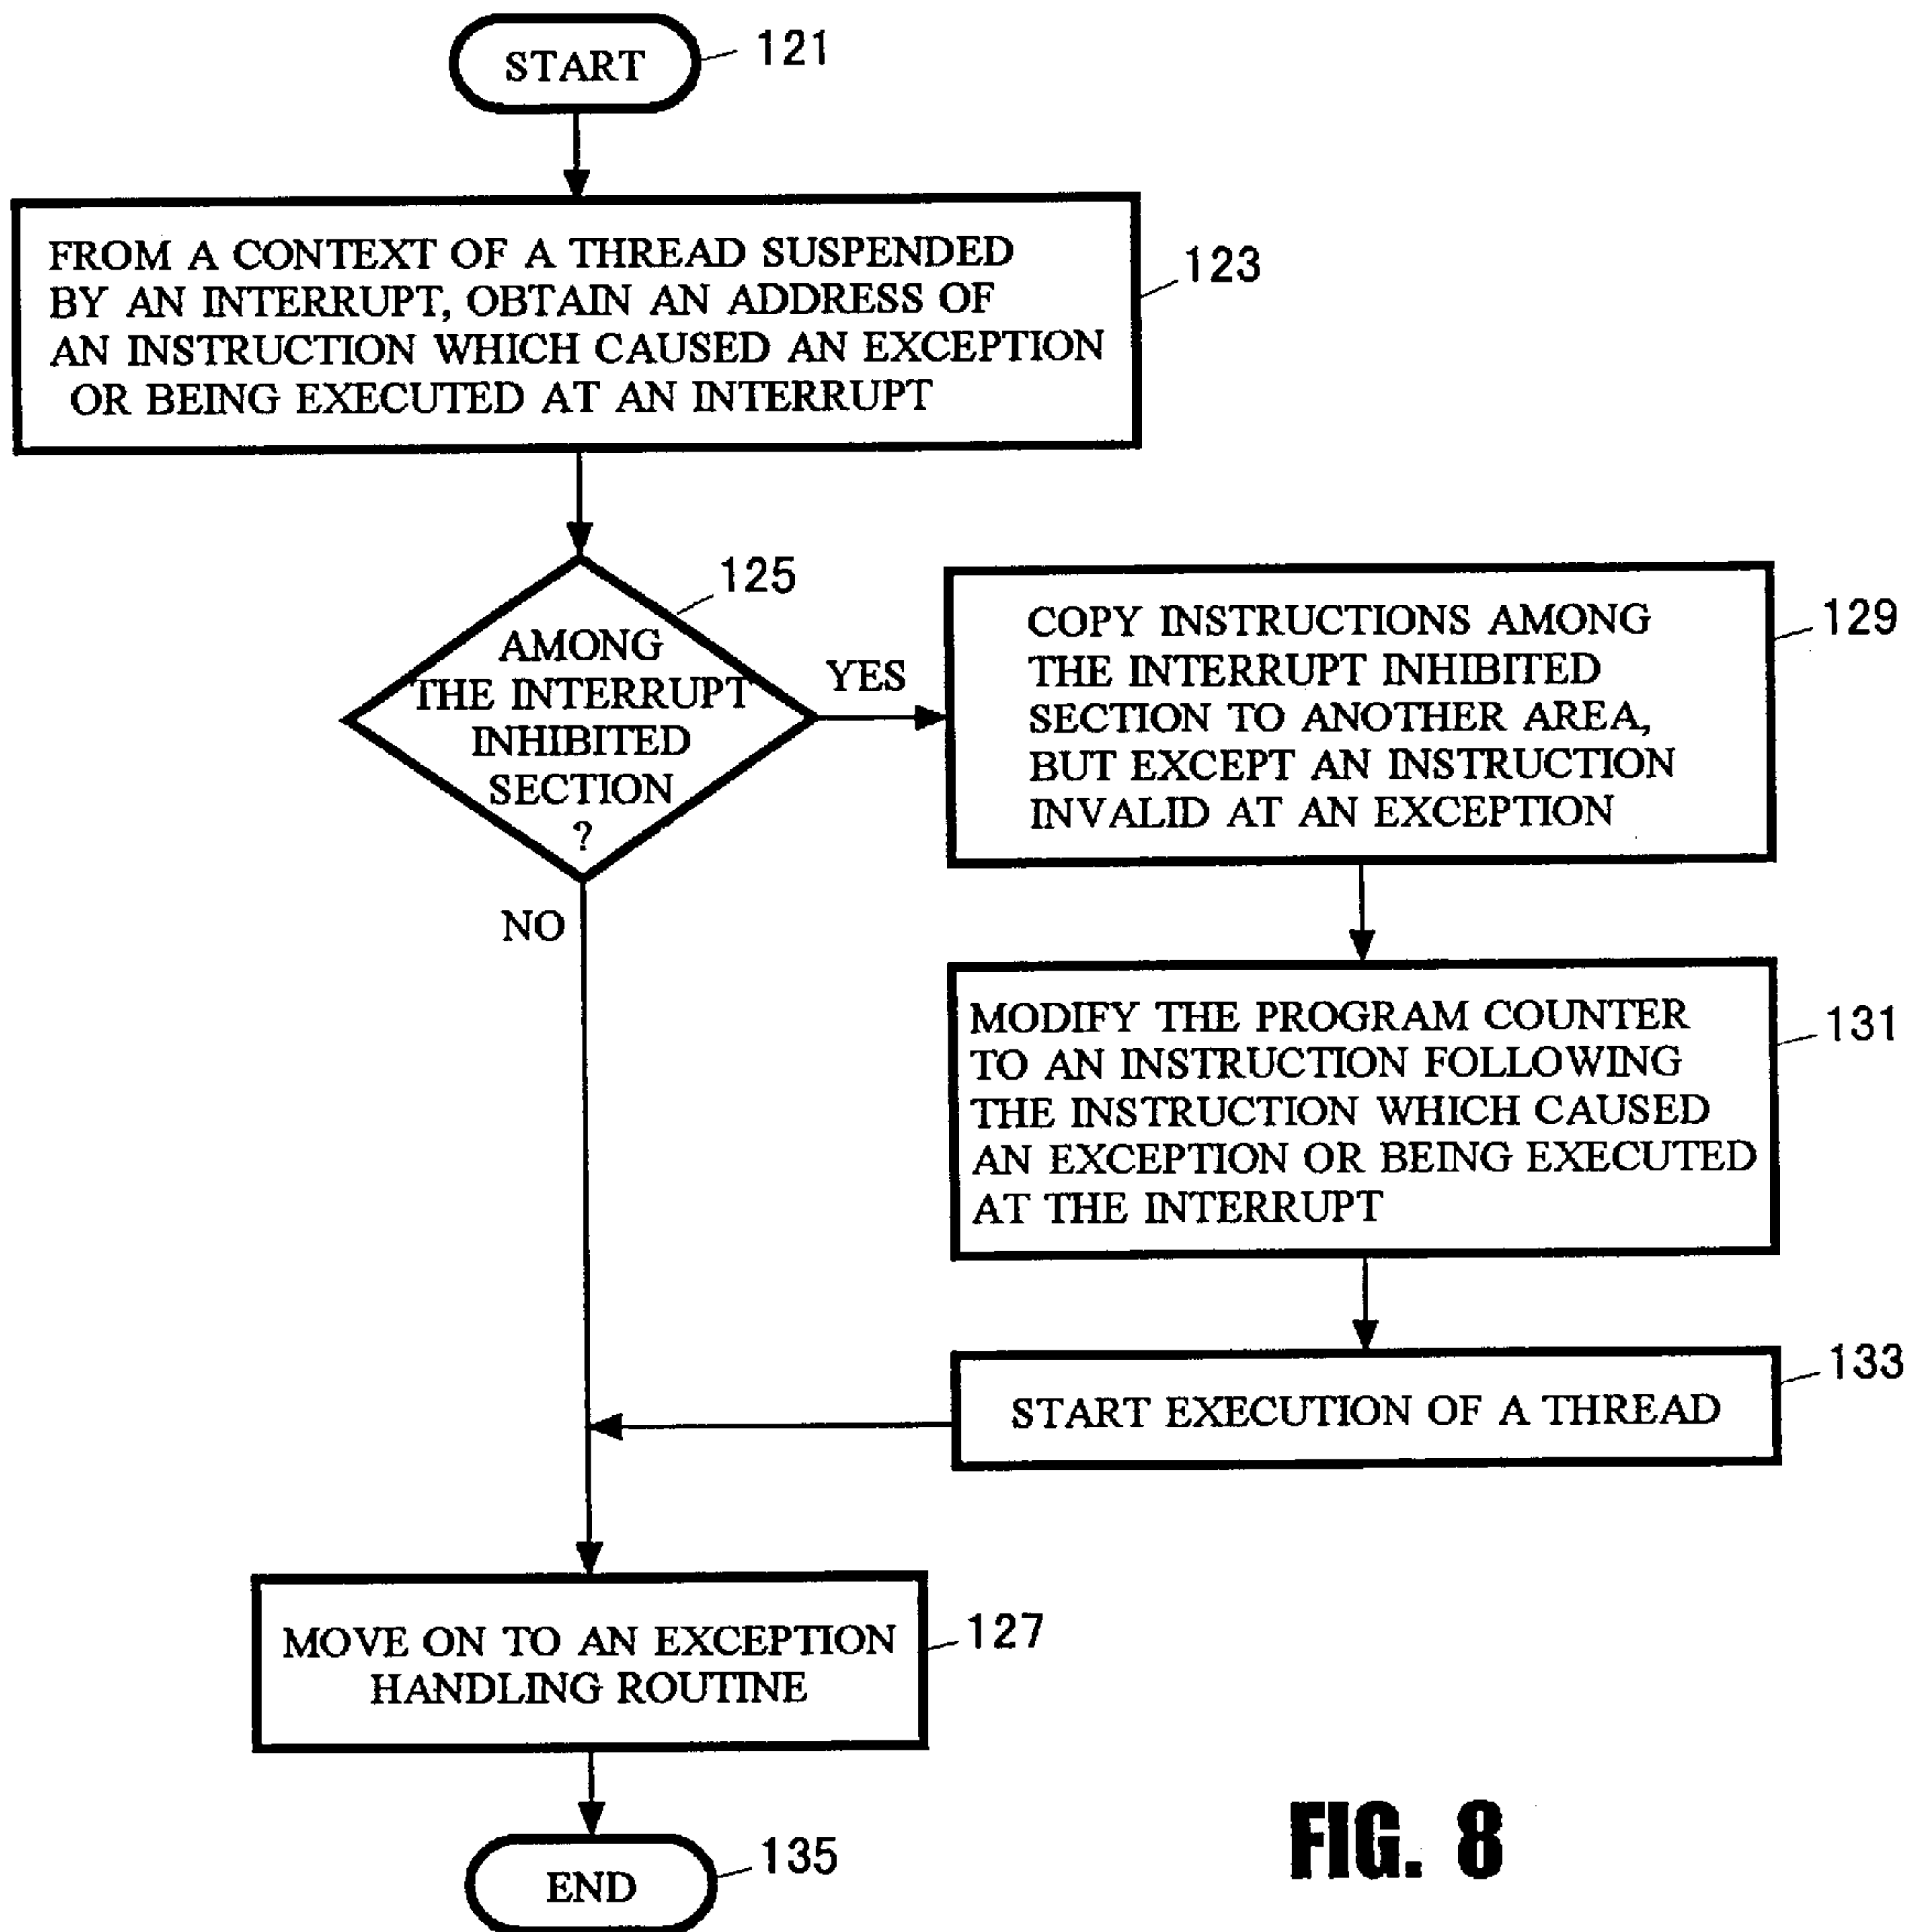 START
121
FROM A CONTEXT OF A THREAD SUSPENDED
BY AN INTERRUPT, OBTAIN AN ADDRESS OF
AN INSTRUCTION WHICH CAUSED AN EXCEPTION
OR BEING EXECUTED AT AN INTERRUPT
123
125
AMONG
THE INTERRUPT
INHIBITED
SECTION
?
YES
NO
COPY INSTRUCTIONS AMONG
THE INTERRUPT INHIBITED
SECTION TO ANOTHER AREA,
BUT EXCEPT AN INSTRUCTION
INVALID AT AN EXCEPTION
129
MODIFY THE PROGRAM COUNTER
TO AN INSTRUCTION FOLLOWING
THE INSTRUCTION WHICH CAUSED
AN EXCEPTION OR BEING EXECUTED
AT THE INTERRUPT
131
START EXECUTION OF A THREAD
133
MOVE ON TO AN EXCEPTION
HANDLING ROUTINE
127
END
135
FIG. 8